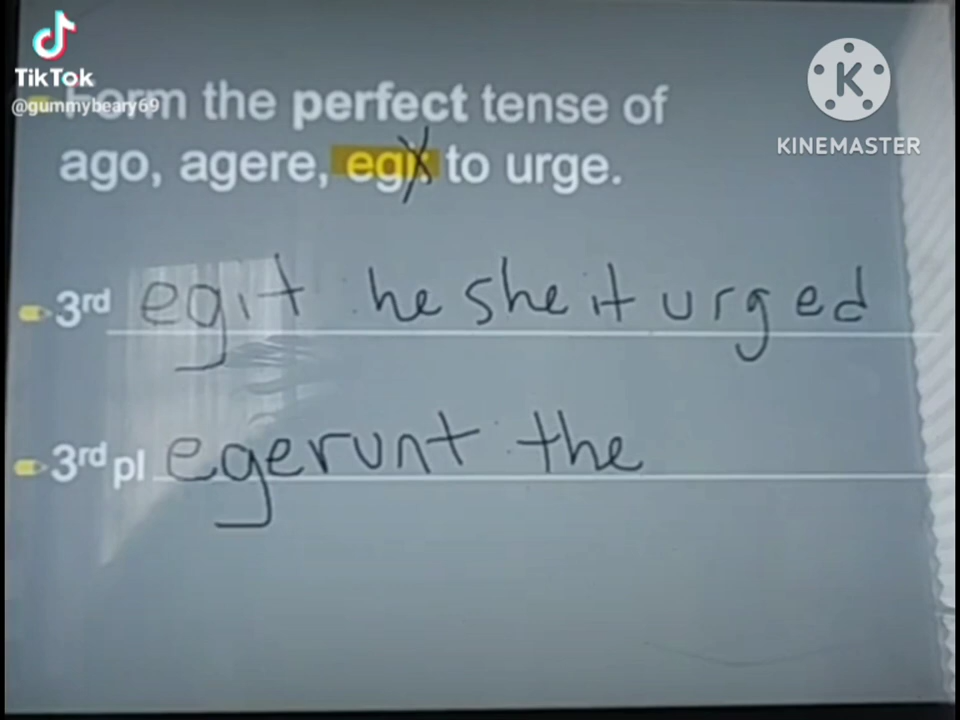 TikTok
@gummybeary69
KINEMASTER
Form the perfect tense of
ago, agere, egi to urge.
3rd egit he she it urged
3rd pl egerunt the